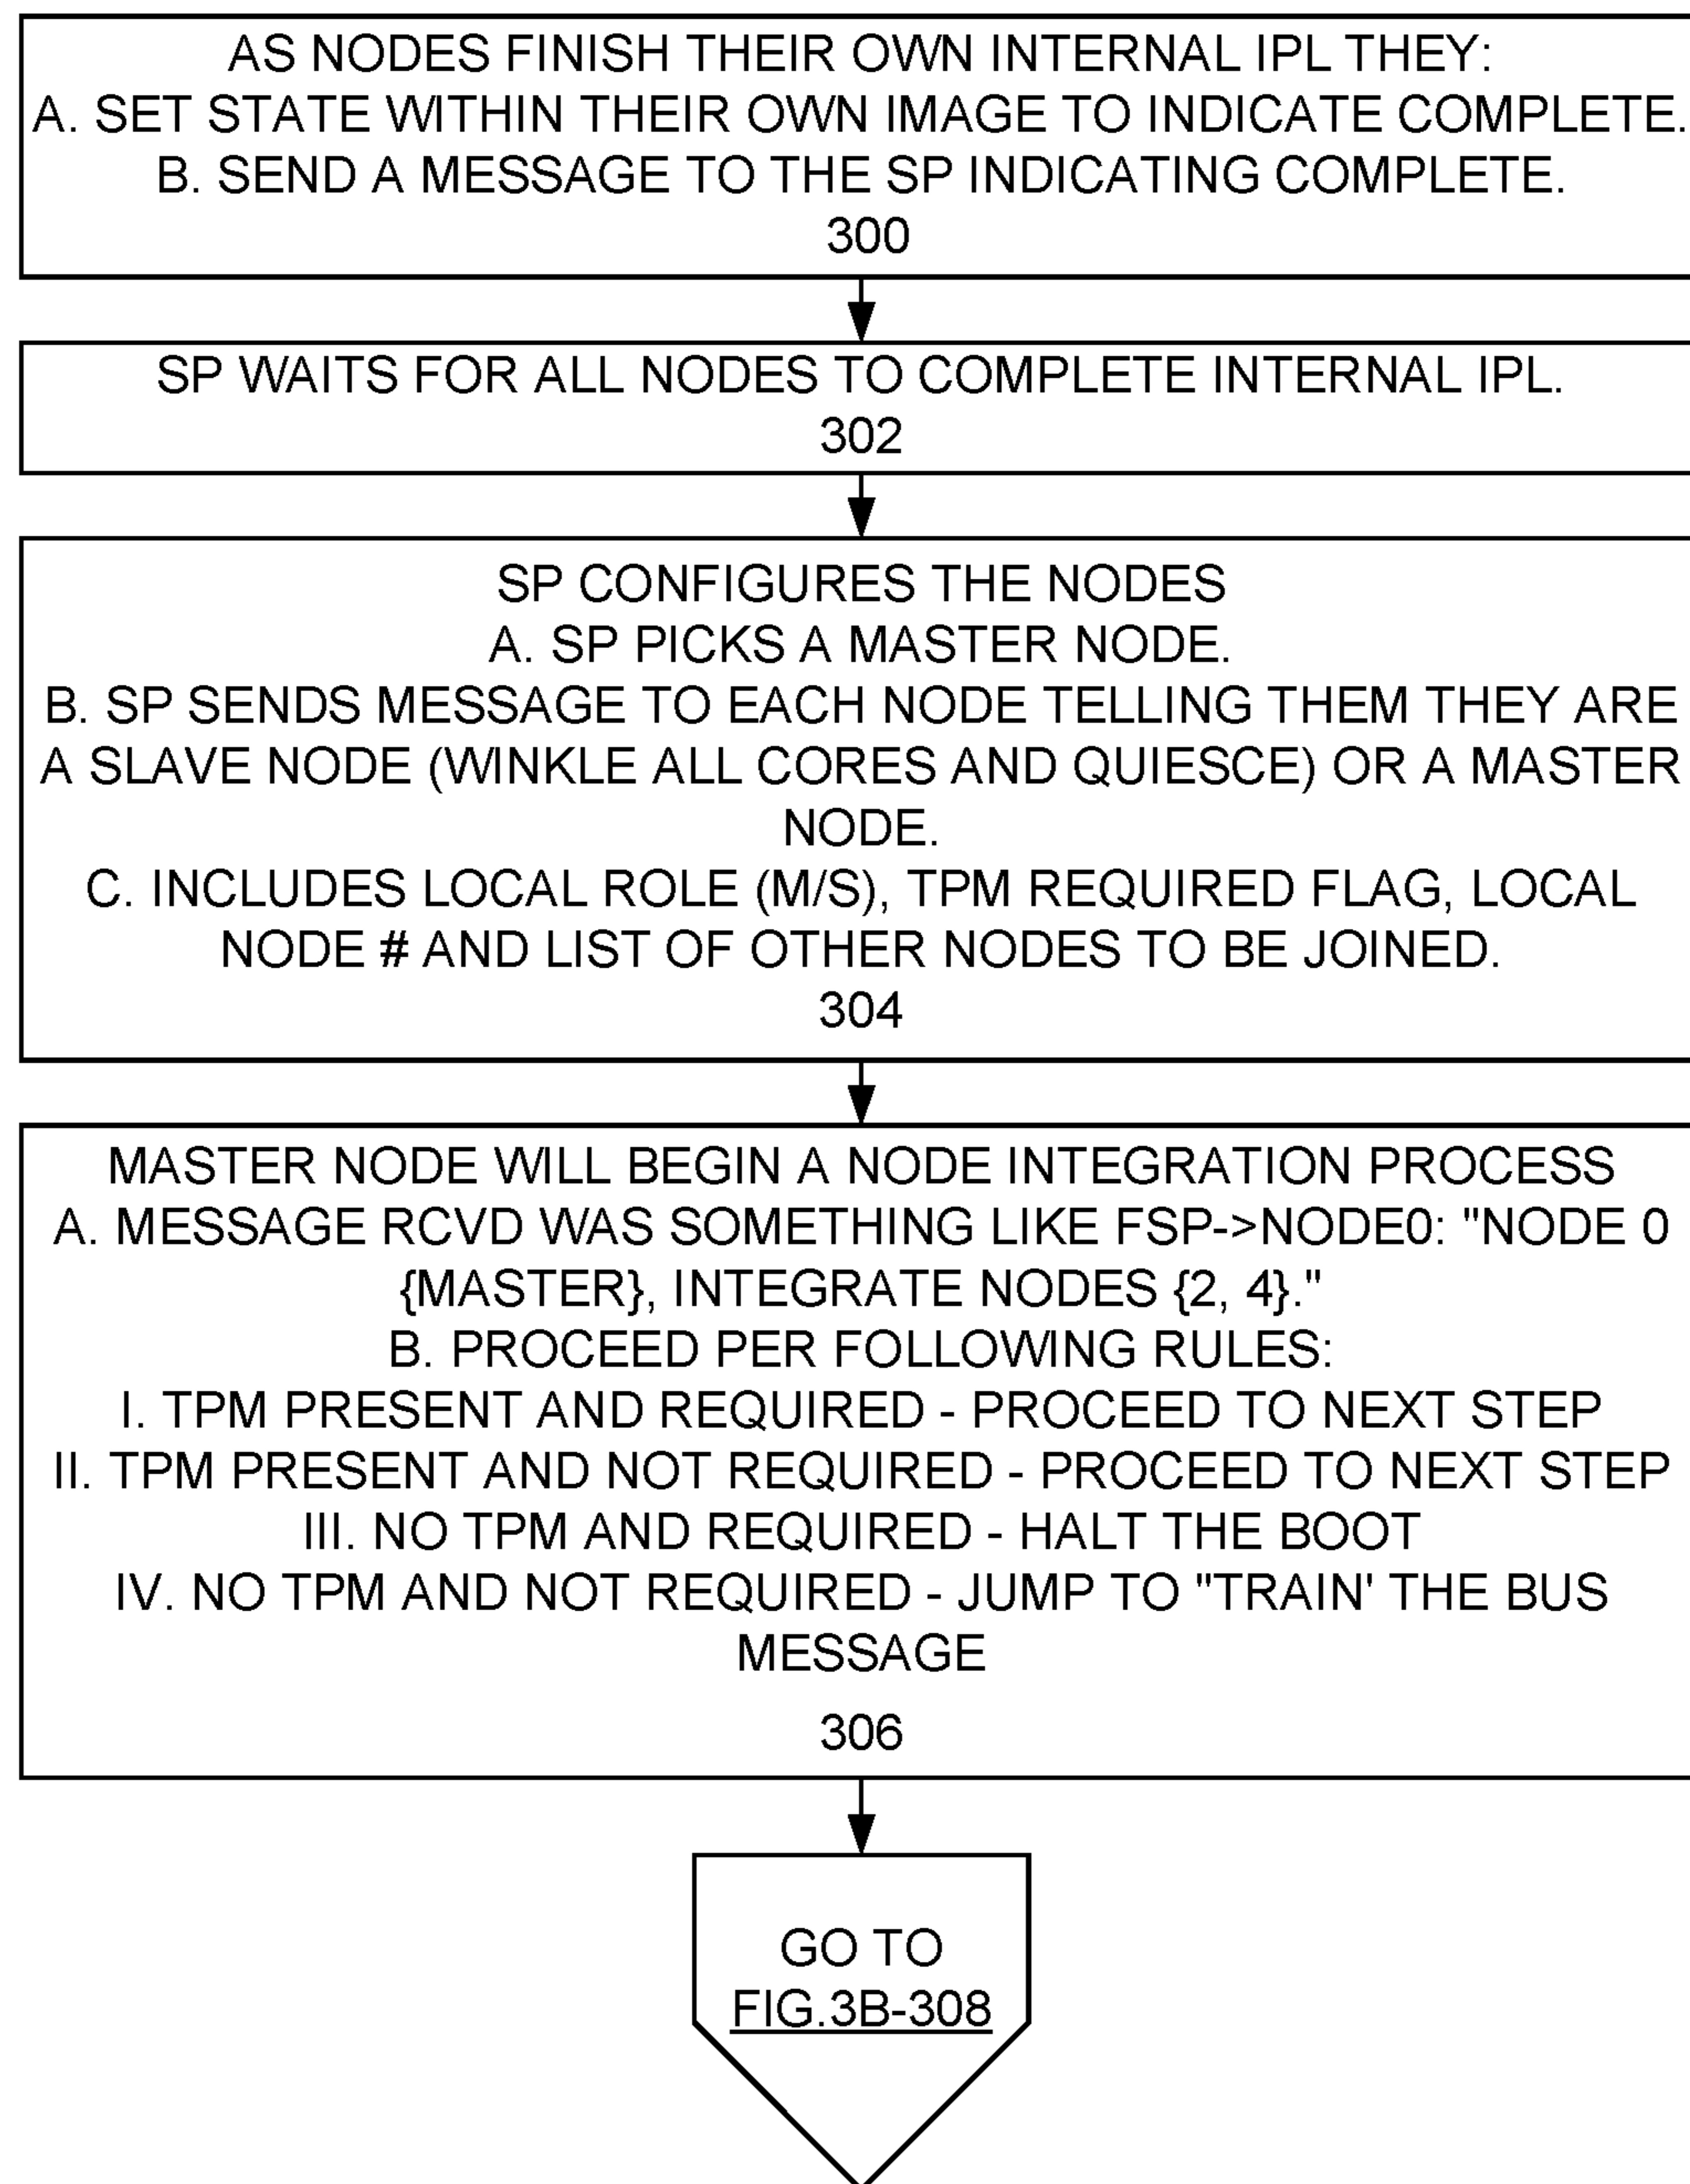 AS NODES FINISH THEIR OWN INTERNAL IPL THEY:
A. SET STATE WITHIN THEIR OWN IMAGE TO INDICATE COMPLETE.
B. SEND A MESSAGE TO THE SP INDICATING COMPLETE.
300
SP WAITS FOR ALL NODES TO COMPLETE INTERNAL IPL.
302
SP CONFIGURES THE NODES
A. SP PICKS A MASTER NODE.
B. SP SENDS MESSAGE TO EACH NODE TELLING THEM THEY ARE
A SLAVE NODE (WINKLE ALL CORES AND QUIESCE) OR A MASTER
NODE.
C. INCLUDES LOCAL ROLE (M/S), TPM REQUIRED FLAG, LOCAL
NODE # AND LIST OF OTHER NODES TO BE JOINED.
304
MASTER NODE WILL BEGIN A NODE INTEGRATION PROCESS
A. MESSAGE RCVD WAS SOMETHING LIKE FSP->NODE0: "NODE 0
{MASTER}, INTEGRATE NODES {2, 4}."
B. PROCEED PER FOLLOWING RULES:
I. TPM PRESENT AND REQUIRED - PROCEED TO NEXT STEP
II. TPM PRESENT AND NOT REQUIRED - PROCEED TO NEXT STEP
III. NO TPM AND REQUIRED - HALT THE BOOT
IV. NO TPM AND NOT REQUIRED - JUMP TO "TRAIN' THE BUS
MESSAGE
306
GO TO
FIG.3B-308